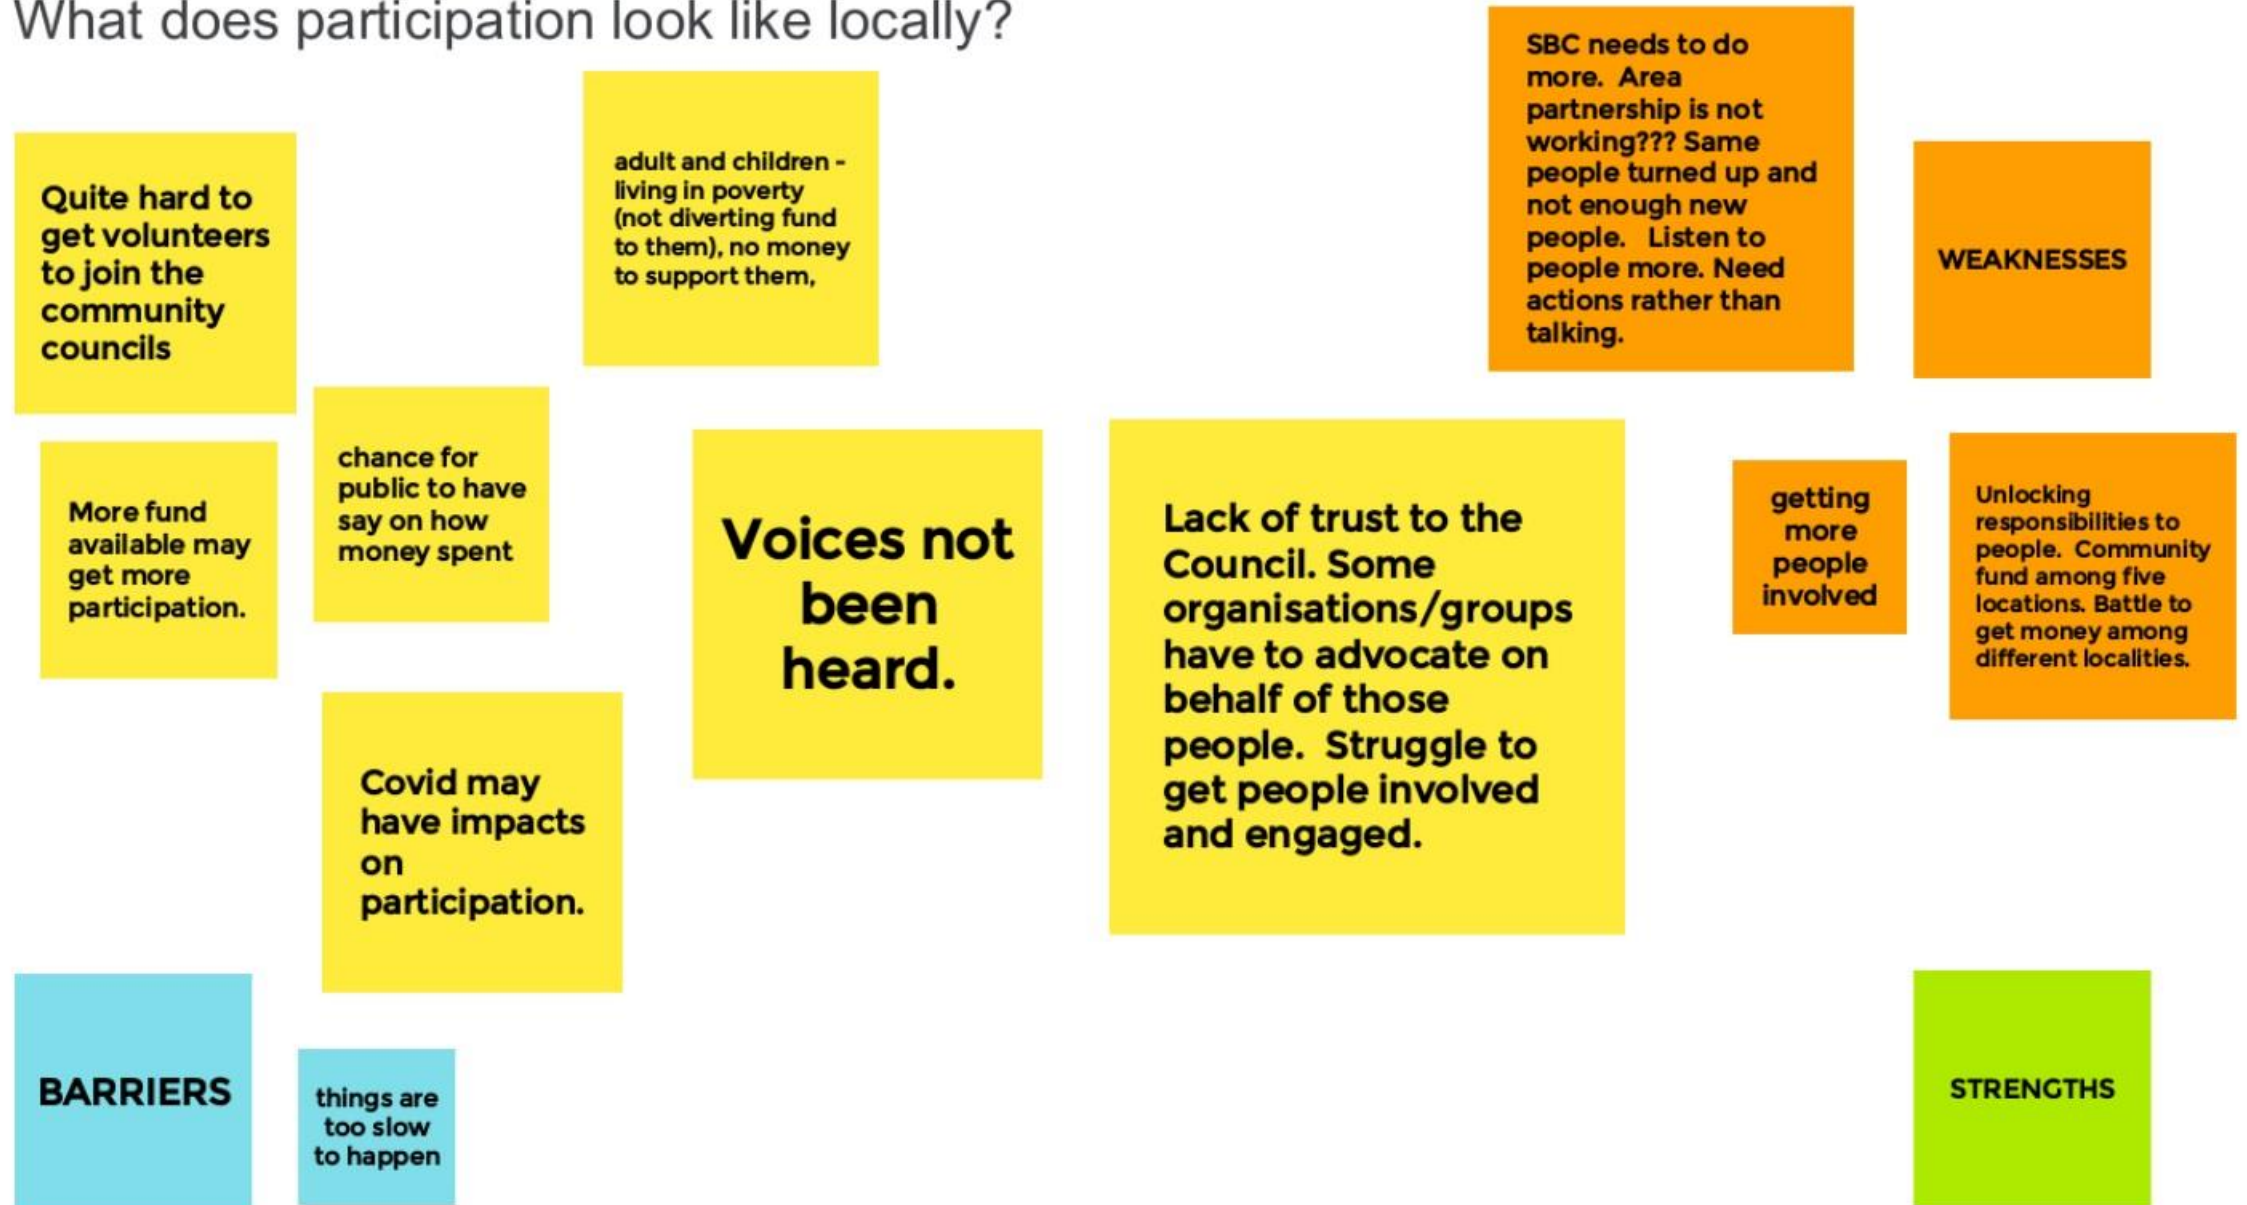 What does participation look like locally?
Quite hard to
get volunteers
to join the
community
councils
adult and children -
living in poverty
(not diverting fund
to them), no money
to support them,
SBC needs to do
more.  Area
partnership is not
working??? Same
people turned up and
not enough new
people.   Listen to
people more. Need
actions rather than
talking.
WEAKNESSES
More fund
available may
get more
participation.
chance for
public to have
say on how
money spent
Voices not
been
heard.
Lack of trust to the
Council. Some
organisations/groups
have to advocate on
behalf of those
people.  Struggle to
get people involved
and engaged.
getting
more
people
involved
Unlocking
responsibilities to
people.  Community
fund among five
locations. Battle to
get money among
different localities.
Covid may
have impacts
on
participation.
BARRIERS
things are
too slow
to happen
STRENGTHS